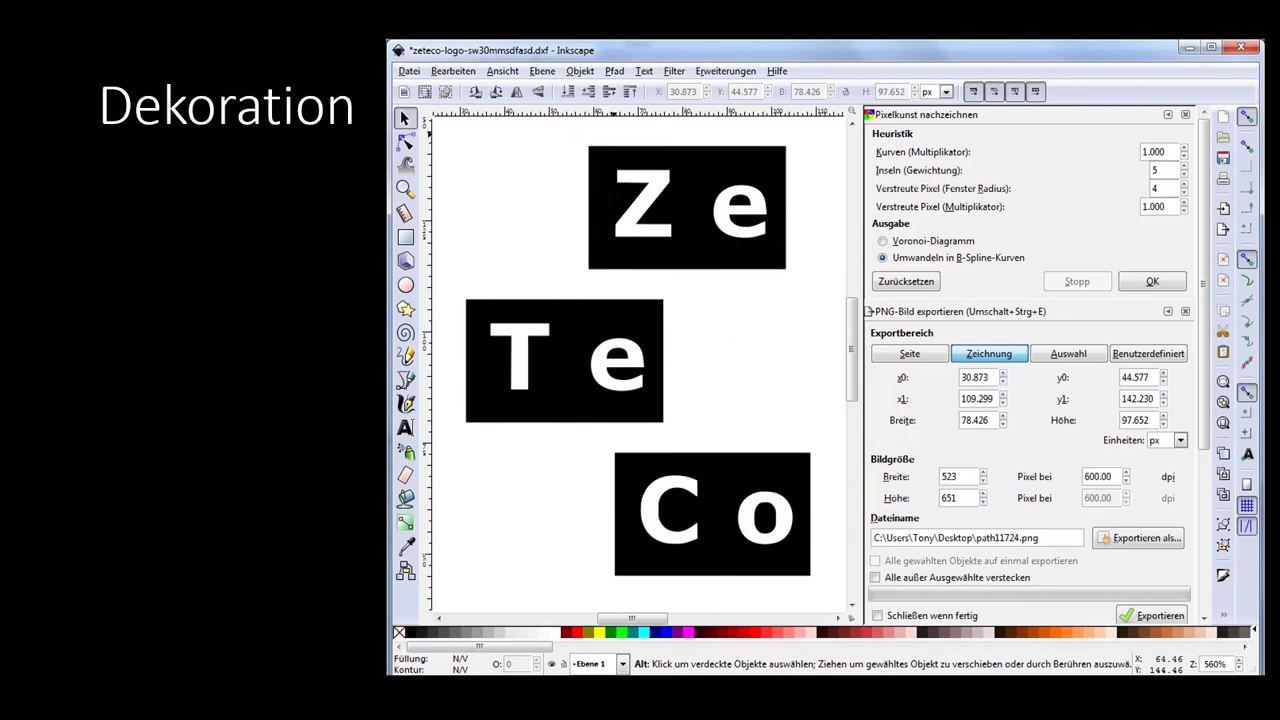 Dekoration
*zeteco-logo-sw30mmsdfasd.dxf - Inkscape
Datei Bearbeiten Ansicht Ebene Objekt Pfad Text Filter Erweiterungen Hilfe
X: 30.873 Y: 44.577 B: 78.426 H: 97.652 px
Ze
Te
Co
Pixelkunst nachzeichnen
Heuristik
Kurven (Multiplikator): 1.000
Inseln (Gewichtung): 5
Verstreute Pixel (Fenster Radius): 4
Verstreute Pixel (Multiplikator): 1.000
Ausgabe
Voronoi-Diagramm
Umwandeln in B-Spline-Kurven
Zurücksetzen Stopp OK
PNG-Bild exportieren (Umschalt+Strg+E)
Exportbereich
Seite Zeichnung Auswahl Benutzerdefiniert
x0: 30.873 y0: 44.577
x1: 109.299 y1: 142.230
Breite: 78.426 Höhe: 97.652
Einheiten: px
Bildgröße
Breite: 523 Pixel bei 600.00 dpi
Höhe: 651 Pixel bei 600.00 dpi
Dateiname
C:\Users\Tony\Desktop\path11724.png Exportieren als...
Alle gewählten Objekte auf einmal exportieren
Alle außer Ausgewählte verstecken
Schließen wenn fertig Exportieren
Füllung: N/V
Kontur: N/V
O: 0
-Ebene 1
Alt: Klick um verdeckte Objekte auszuwählen; Ziehen um gewähltes Objekt zu verschieben oder durch Berühren auszuwä.
X: 64.46
Y: 144.46
Z: 560%